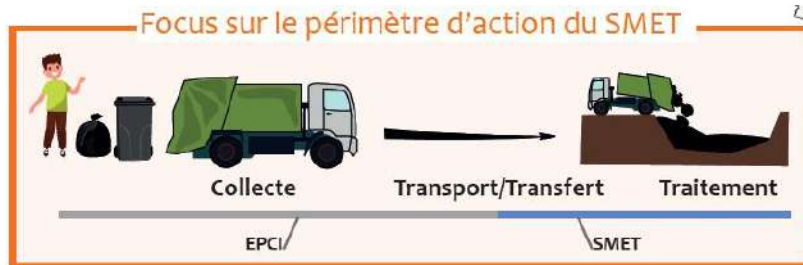 Focus sur le périmètre d'action du SMET
Collecte Transport/Transfert Traitement
EPCI SMET